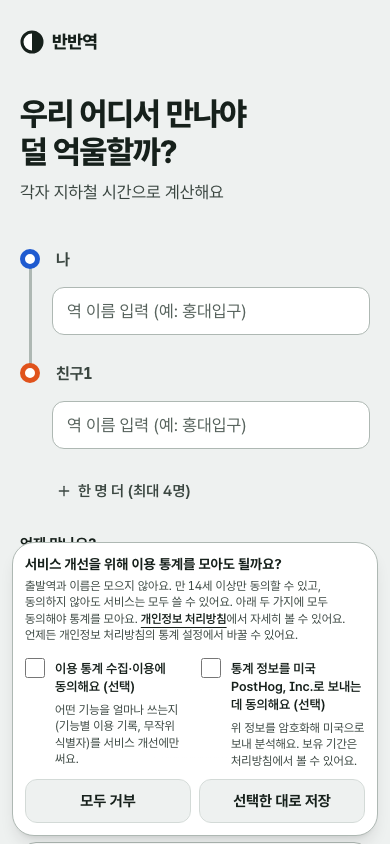 반반역
우리 어디서 만나야
덜 억울할까?
각자 지하철 시간으로 계산해요
나
역 이름 입력 (예: 홍대입구)
친구1
역 이름 입력 (예: 홍대입구)
+ 한 명 더 (최대 4명)
언제 만나요?
서비스 개선을 위해 이용 통계를 모아도 될까요?
출발역과 이름은 모으지 않아요. 만 14세 이상만 동의할 수 있고,
동의하지 않아도 서비스는 모두 쓸 수 있어요. 아래 두 가지에 모두
동의해야 통계를 모아요. 개인정보 처리방침에서 자세히 볼 수 있어요.
언제든 개인정보 처리방침의 통계 설정에서 바꿀 수 있어요.
이용 통계 수집·이용에
동의해요 (선택)
어떤 기능을 얼마나 쓰는지
(기능별 이용 기록, 무작위
식별자)를 서비스 개선에만
써요.
통계 정보를 미국
PostHog, Inc.로 보내는
데 동의해요 (선택)
위 정보를 암호화해 미국으로
보내 분석해요. 보유 기간은
처리방침에서 볼 수 있어요.
모두 거부
선택한 대로 저장